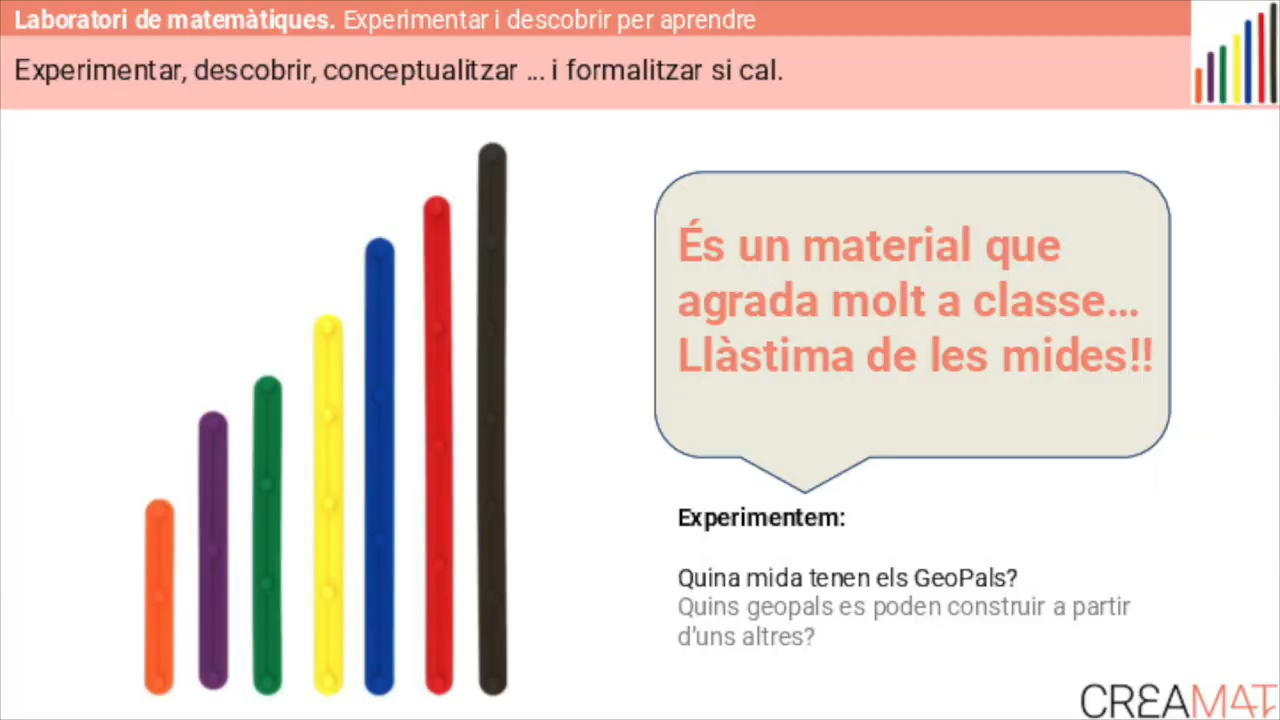 Laboratori de matemàtiques. Experimentar i descobrir per aprendre
Experimentar, descobrir, conceptualitzar ... i formalitzar si cal.
És un material que
agrada molt a classe...
Llàstima de les mides!!
Experimentem:
Quina mida tenen els GeoPals?
Quins geopals es poden construir a partir
d'uns altres?
CREAMAT